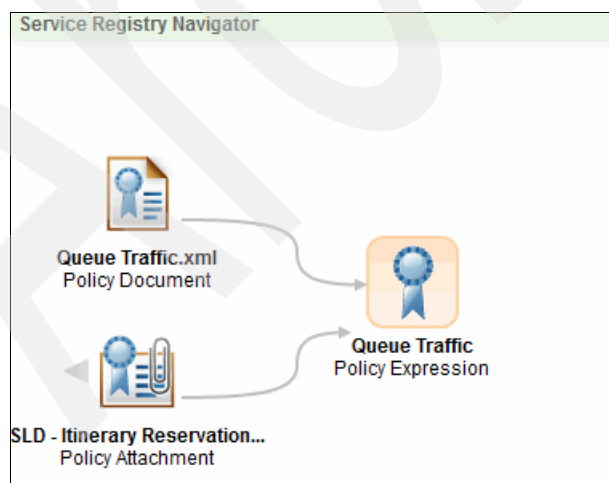 Service Registry Navigator
Queue Traffic.xml
Policy Document
Queue Traffic
Policy Expression
SLD - Itinerary Reservation...
Policy Attachment